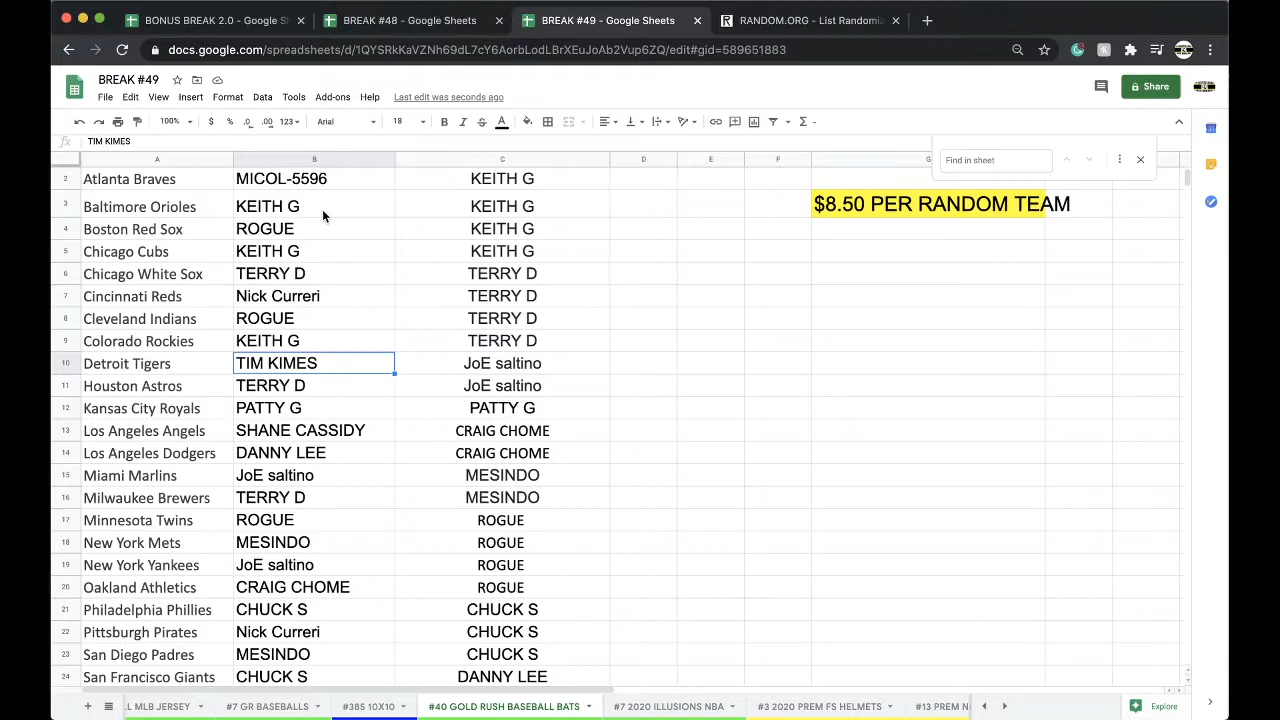 BONUS BREAK 2.0 - Google S
BREAK #48 - Google Sheets
BREAK #49 - Google Sheets
RANDOM.ORG - List Randomi
docs.google.com/spreadsheets/d/1QYSRkKaVZNh69dL7cY6AorbLodLBrXEuJoAb2Vup6ZQ/edit#gid=589651883
BREAK #49
File Edit View Insert Format Data Tools Add-ons Help Last edit was seconds ago
Share
100% $ % .0 .00 123 Arial 18 B I S A
fx TIM KIMES
Find in sheet
A B C D E F G
2 Atlanta Braves MICOL-5596 KEITH G
3 Baltimore Orioles KEITH G KEITH G $8.50 PER RANDOM TEAM
4 Boston Red Sox ROGUE KEITH G
5 Chicago Cubs KEITH G KEITH G
6 Chicago White Sox TERRY D TERRY D
7 Cincinnati Reds Nick Curreri TERRY D
8 Cleveland Indians ROGUE TERRY D
9 Colorado Rockies KEITH G TERRY D
10 Detroit Tigers TIM KIMES JoE saltino
11 Houston Astros TERRY D JoE saltino
12 Kansas City Royals PATTY G PATTY G
13 Los Angeles Angels SHANE CASSIDY CRAIG CHOME
14 Los Angeles Dodgers DANNY LEE CRAIG CHOME
15 Miami Marlins JoE saltino MESINDO
16 Milwaukee Brewers TERRY D MESINDO
17 Minnesota Twins ROGUE ROGUE
18 New York Mets MESINDO ROGUE
19 New York Yankees JoE saltino ROGUE
20 Oakland Athletics CRAIG CHOME ROGUE
21 Philadelphia Phillies CHUCK S CHUCK S
22 Pittsburgh Pirates Nick Curreri CHUCK S
23 San Diego Padres MESINDO CHUCK S
24 San Francisco Giants CHUCK S DANNY LEE
L MLB JERSEY #7 GR BASEBALLS #385 10X10 #40 GOLD RUSH BASEBALL BATS #7 2020 ILLUSIONS NBA #3 2020 PREM FS HELMETS #13 PREM N Explore